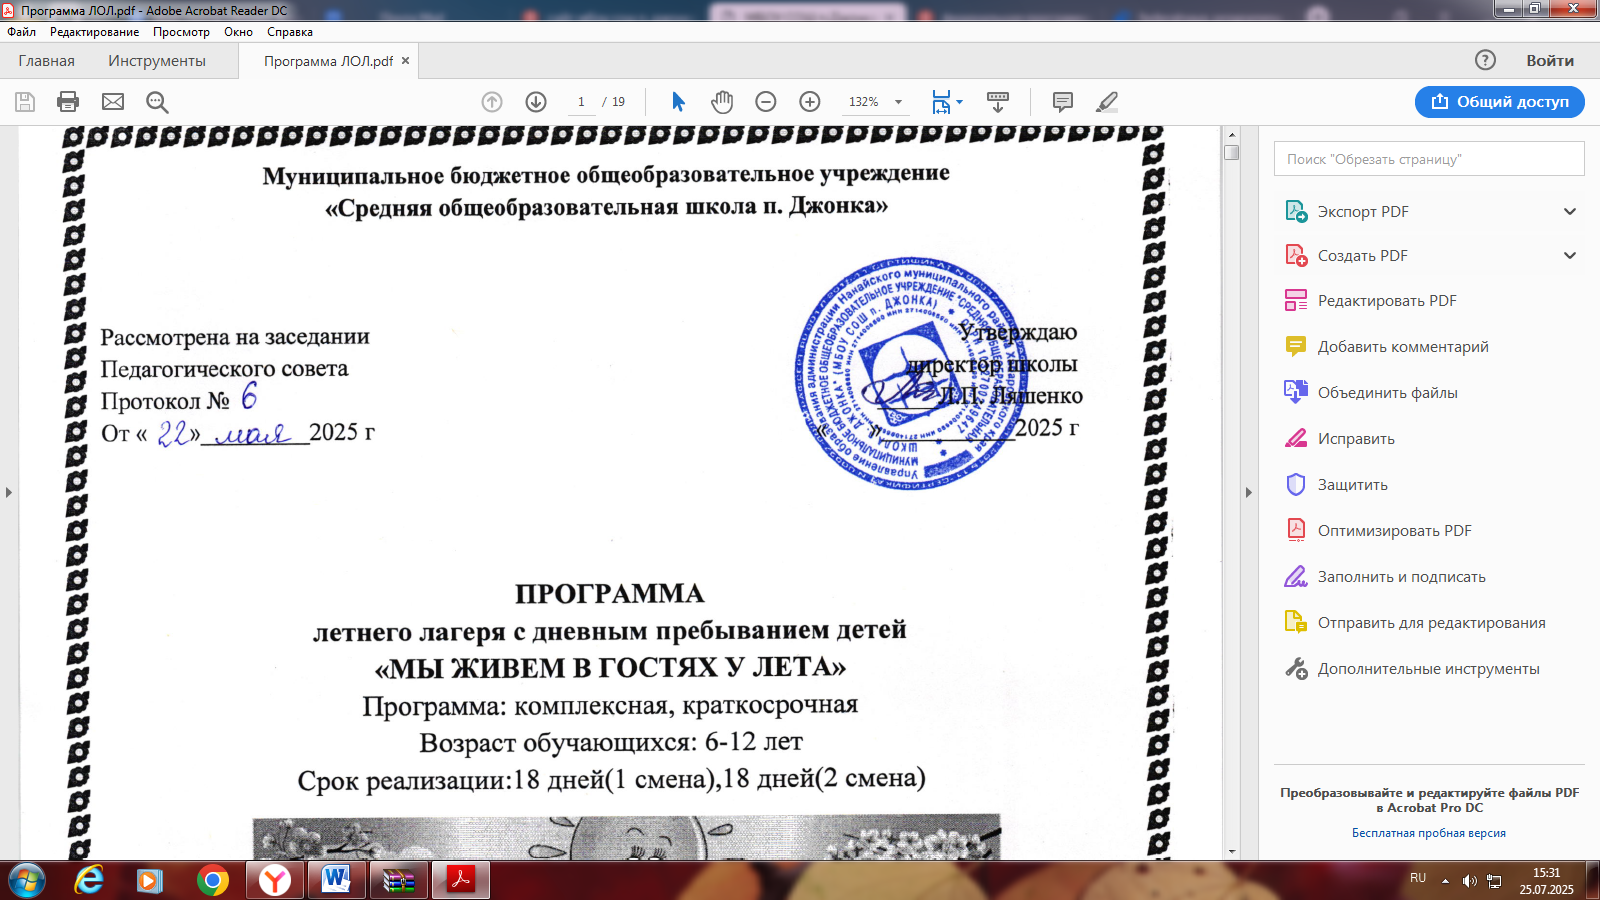 Программа ЛОЛ.pdf - Adobe Acrobat Reader DC
Файл Редактирование Просмотр Окно Справка
Главная Инструменты Программа ЛОЛ.pdf × Войти
1 / 19 132% Общий доступ
Муниципальное бюджетное общеобразовательное учреждение
«Средняя общеобразовательная школа п. Джонка»
Рассмотрена на заседании
Педагогического совета
Протокол № 6
От « 22 » мая 2025 г
Утверждаю
директор школы
Л.П. Ляшенко
« »____________2025 г
ПРОГРАММА
летнего лагеря с дневным пребыванием детей
«МЫ ЖИВЕМ В ГОСТЯХ У ЛЕТА»
Программа: комплексная, краткосрочная
Возраст обучающихся: 6-12 лет
Срок реализации:18 дней(1 смена),18 дней(2 смена)
Поиск "Обрезать страницу"
Экспорт PDF
Создать PDF
Редактировать PDF
Добавить комментарий
Объединить файлы
Исправить
Защитить
Оптимизировать PDF
Заполнить и подписать
Отправить для редактирования
Дополнительные инструменты
Преобразовывайте и редактируйте файлы PDF
в Acrobat Pro DC
Бесплатная пробная версия
RU
15:31
25.07.2025